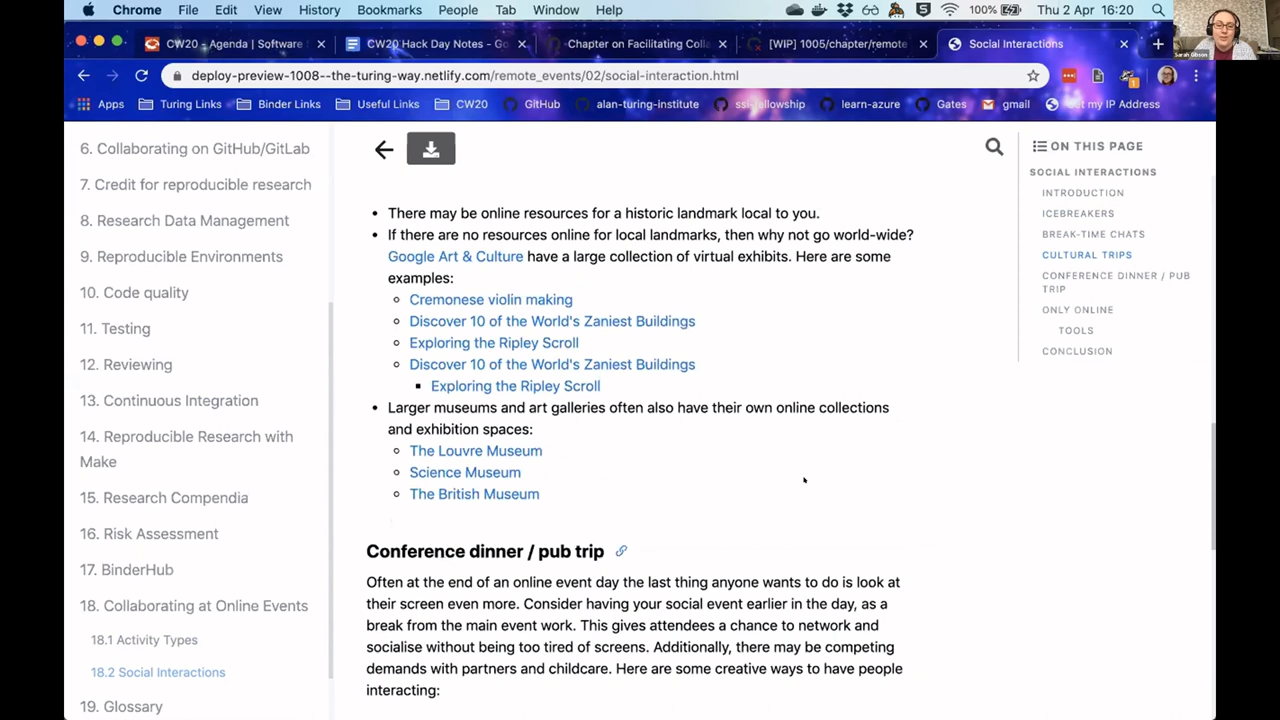 Chrome File Edit View History Bookmarks People Tab Window Help 100% Thu 2 Apr 16:20
CW20 - Agenda | Software CW20 Hack Day Notes - Go Chapter on Facilitating Colla [WIP] 1005/chapter/remote Social Interactions
deploy-preview-1008--the-turing-way.netlify.com/remote_events/02/social-interaction.html
Apps Turing Links Binder Links Useful Links CW20 GitHub alan-turing-institute ssi-fellowship learn-azure Gates gmail Get my IP Address
Sarah Gibson
6. Collaborating on GitHub/GitLab
7. Credit for reproducible research
8. Research Data Management
9. Reproducible Environments
10. Code quality
11. Testing
12. Reviewing
13. Continuous Integration
14. Reproducible Research with
Make
15. Research Compendia
16. Risk Assessment
17. BinderHub
18. Collaborating at Online Events
18.1 Activity Types
18.2 Social Interactions
19. Glossary
• There may be online resources for a historic landmark local to you.
• If there are no resources online for local landmarks, then why not go world-wide?
Google Art & Culture have a large collection of virtual exhibits. Here are some
examples:
Cremonese violin making
Discover 10 of the World's Zaniest Buildings
Exploring the Ripley Scroll
Discover 10 of the World's Zaniest Buildings
Exploring the Ripley Scroll
• Larger museums and art galleries often also have their own online collections
and exhibition spaces:
The Louvre Museum
Science Museum
The British Museum
Conference dinner / pub trip
Often at the end of an online event day the last thing anyone wants to do is look at
their screen even more. Consider having your social event earlier in the day, as a
break from the main event work. This gives attendees a chance to network and
socialise without being too tired of screens. Additionally, there may be competing
demands with partners and childcare. Here are some creative ways to have people
interacting:
ON THIS PAGE
SOCIAL INTERACTIONS
INTRODUCTION
ICEBREAKERS
BREAK-TIME CHATS
CULTURAL TRIPS
CONFERENCE DINNER / PUB
TRIP
ONLY ONLINE
TOOLS
CONCLUSION